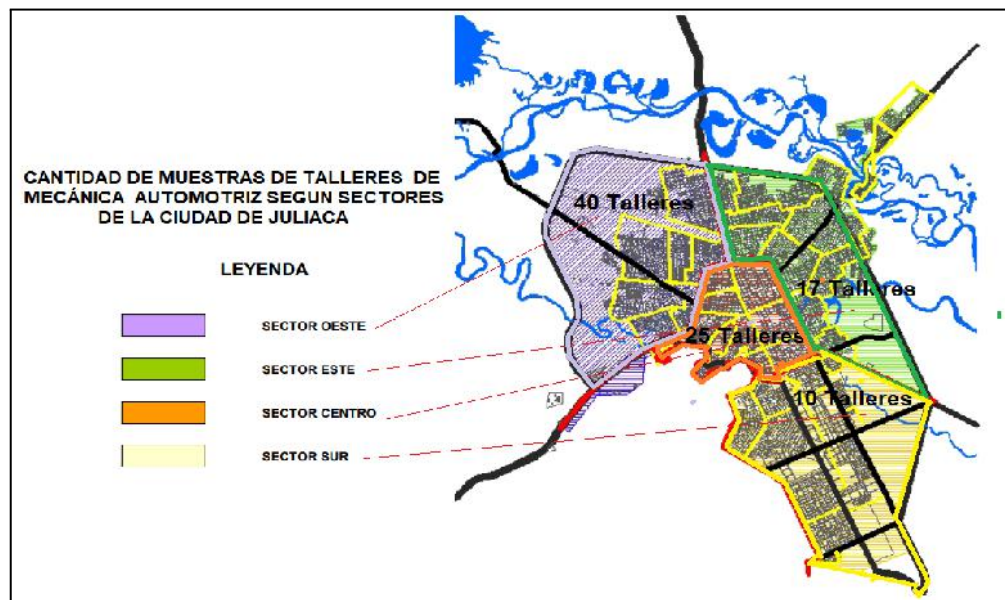 CANTIDAD DE MUESTRAS DE TALLERES DE
MECÁNICA AUTOMOTRIZ SEGUN SECTORES
DE LA CIUDAD DE JULIACA
LEYENDA
SECTOR OESTE
SECTOR ESTE
SECTOR CENTRO
SECTOR SUR
40 Talleres
17 Talleres
25 Talleres
10 Talleres